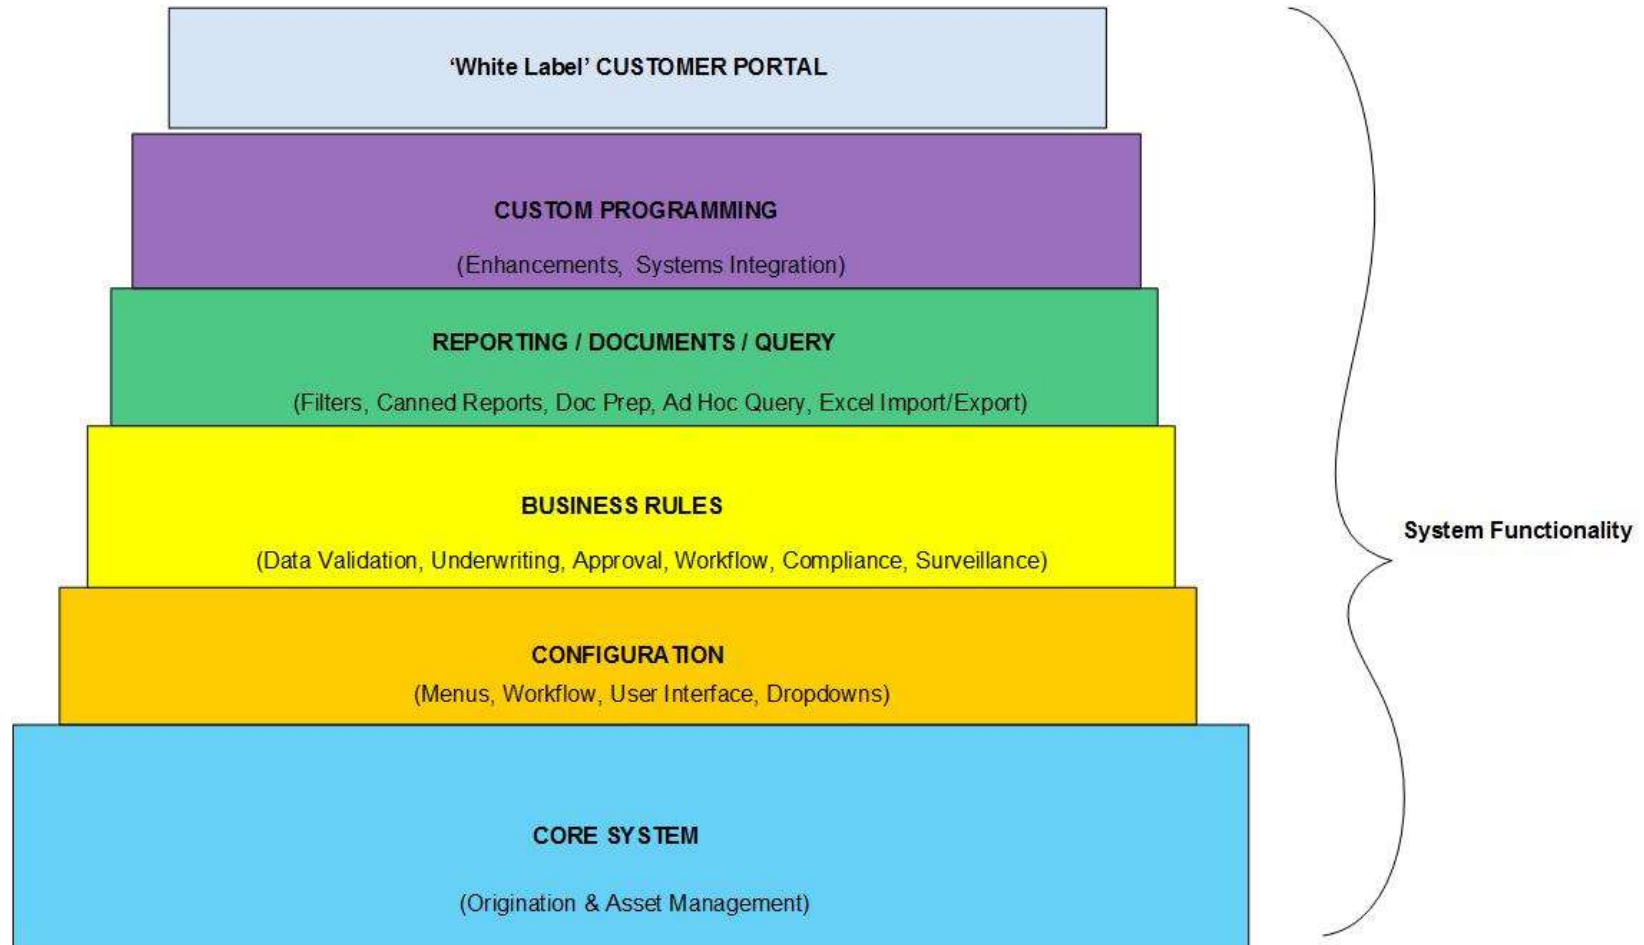 ‘White Label’ CUSTOMER PORTAL
CUSTOM PROGRAMMING
(Enhancements, Systems Integration)
REPORTING / DOCUMENTS / QUERY
(Filters, Canned Reports, Doc Prep, Ad Hoc Query, Excel Import/Export)
BUSINESS RULES
(Data Validation, Underwriting, Approval, Workflow, Compliance, Surveillance)
CONFIGURATION
(Menus, Workflow, User Interface, Dropdowns)
CORE SYSTEM
(Origination & Asset Management)
System Functionality